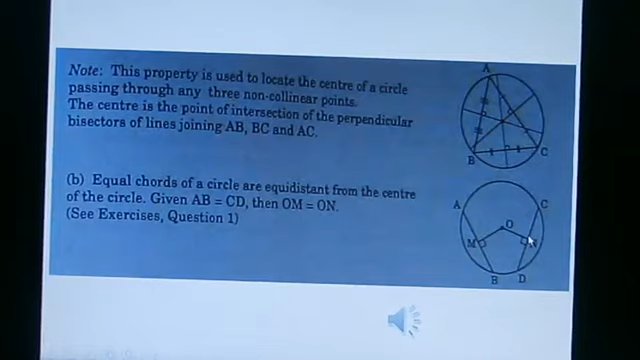 Note: This property is used to locate the centre of a circle
passing through any three non-collinear points.
The centre is the point of intersection of the perpendicular
bisectors of lines joining AB, BC and AC.
A
B
C
(b) Equal chords of a circle are equidistant from the centre
of the circle. Given AB = CD, then OM = ON.
(See Exercises, Question 1)
A
C
O
M
N
B
D